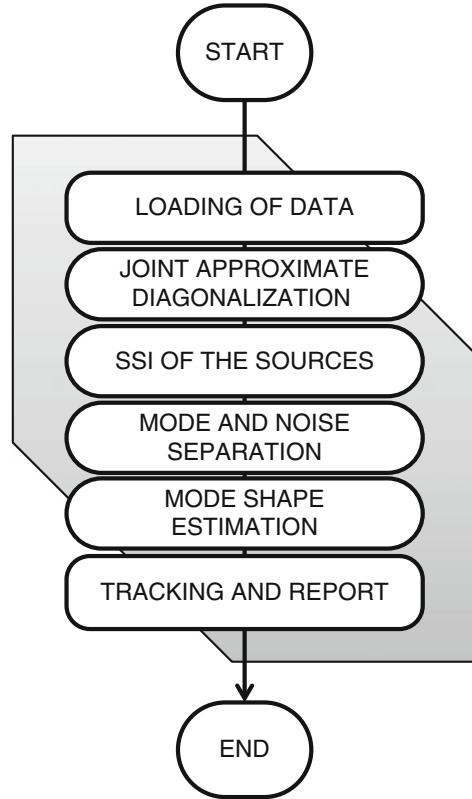 START
LOADING OF DATA
JOINT APPROXIMATE
DIAGONALIZATION
SSI OF THE SOURCES
MODE AND NOISE
SEPARATION
MODE SHAPE
ESTIMATION
TRACKING AND REPORT
END